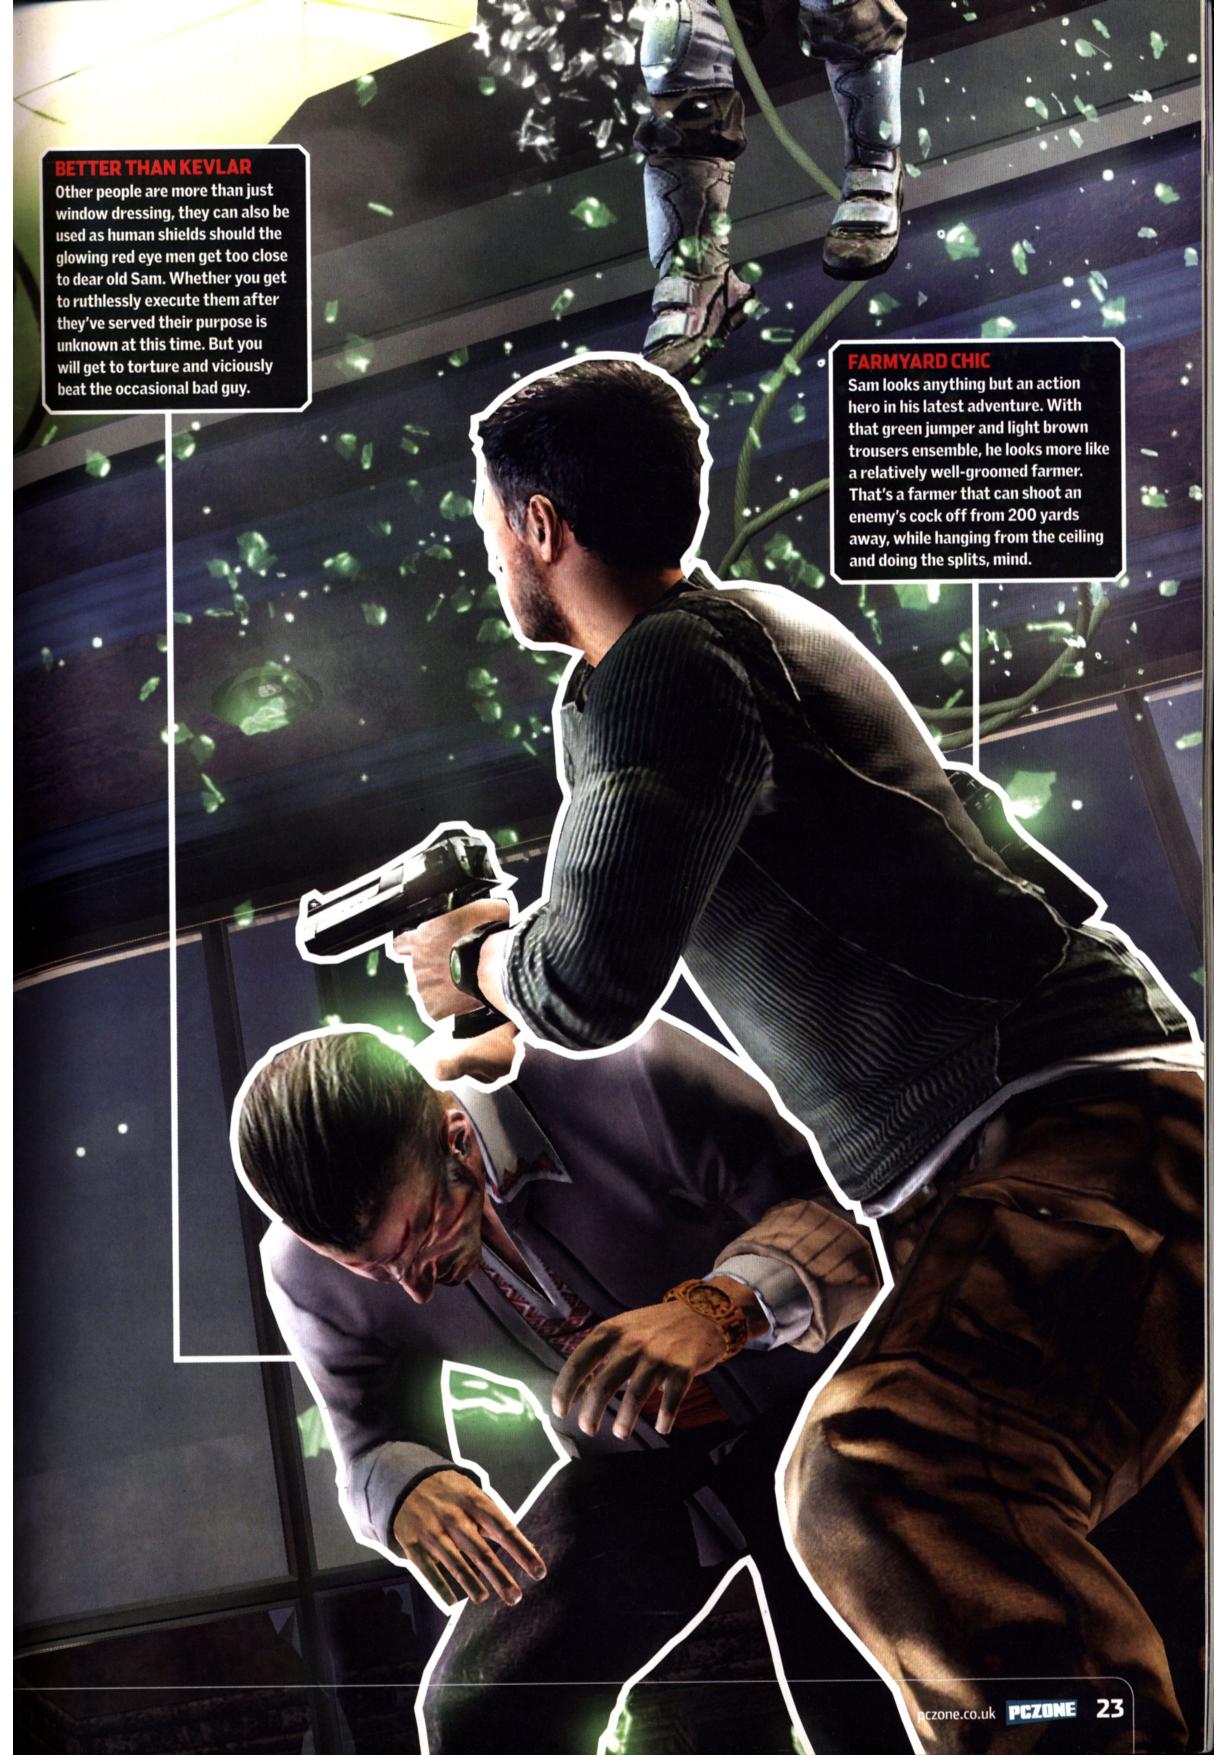 BETTER THAN KEVLAR
Other people are more than just
window dressing, they can also be
used as human shields should the
glowing red eye men get too close
to dear old Sam. Whether you get
to ruthlessly execute them after
they've served their purpose is
unknown at this time. But you
will get to torture and viciously
beat the occasional bad guy.
FARMYARD CHIC
Sam looks anything but an action
hero in his latest adventure. With
that green jumper and light brown
trousers ensemble, he looks more like
a relatively well-groomed farmer.
That's a farmer that can shoot an
enemy's cock off from 200 yards
away, while hanging from the ceiling
and doing the splits, mind.
pczone.co.uk PCZONE 23